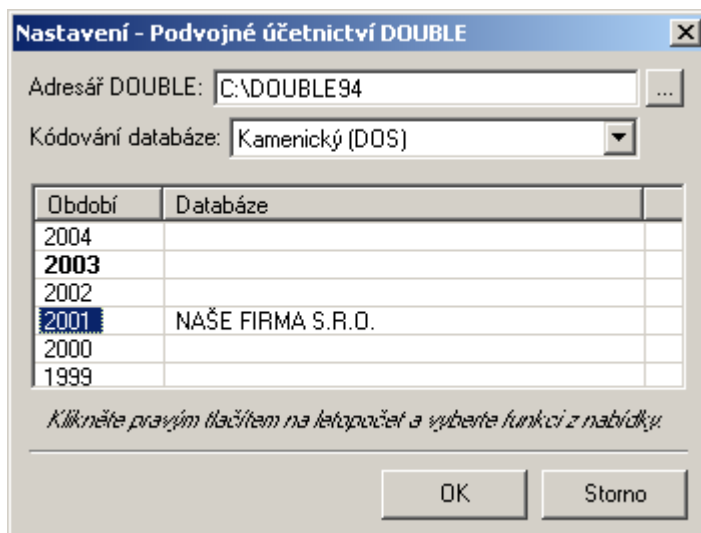 Nastavení - Podvojné účetnictví DOUBLE
Adresář DOUBLE: C:\DOUBLE94 ...
Kódování databáze: Kamenický (DOS)
Období Databáze
2004
2003
2002
2001 NAŠE FIRMA S.R.O.
2000
1999
Klikněte pravým tlačítem na letopočet a vyberte funkci z nabídky.
OK Storno